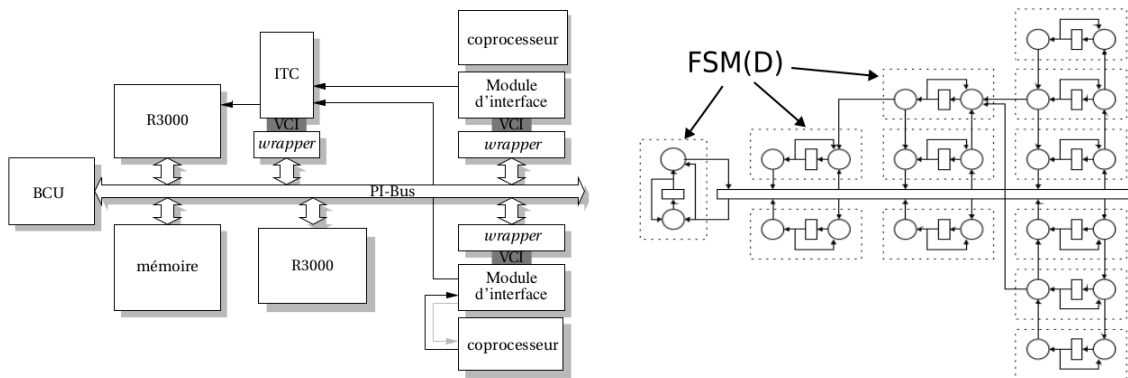 coprocesseur
ITC
Module
d'interface
R3000
VCI
VCI
wrapper
wrapper
BCU
PI-Bus
wrapper
VCI
mémoire
R3000
Module
d'interface
coprocesseur
FSM(D)